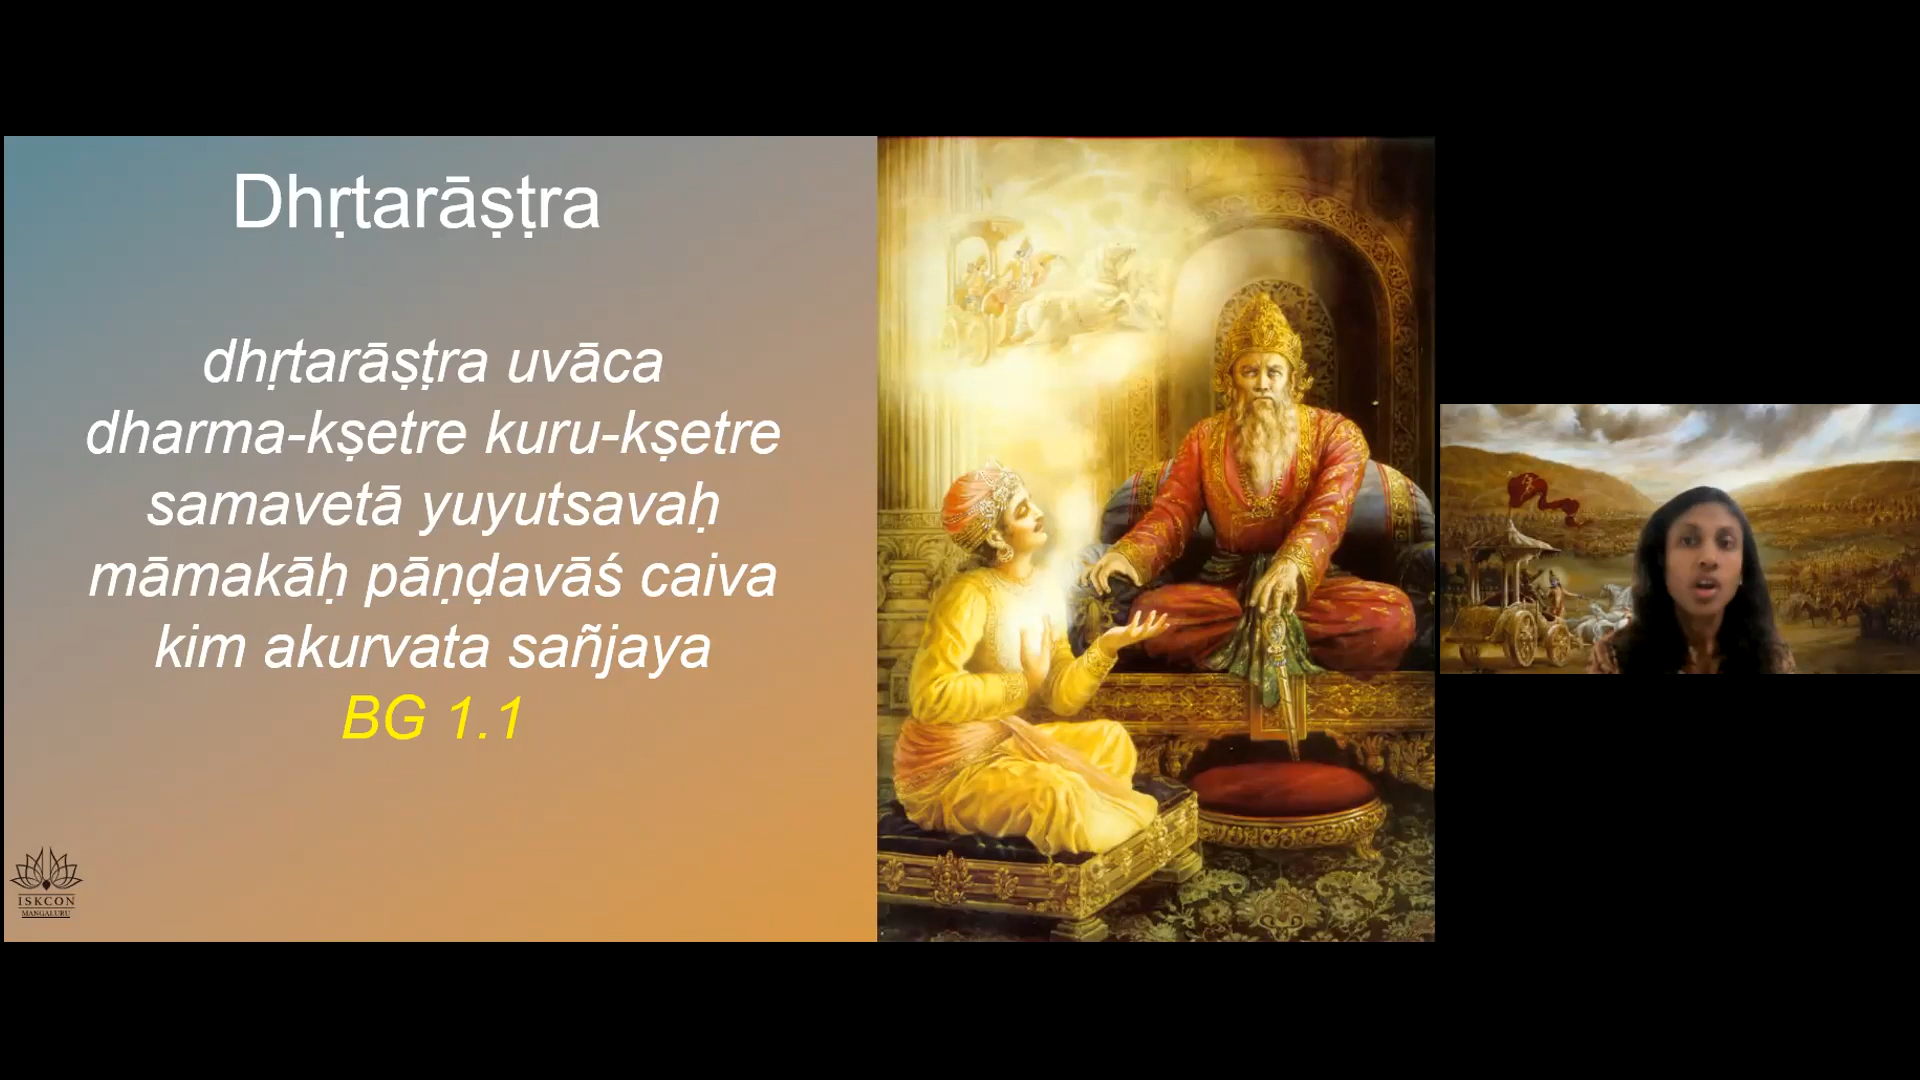 Dhṛtarāṣṭra
dhṛtarāṣṭra uvāca
dharma-kṣetre kuru-kṣetre
samavetā yuyutsavaḥ
māmakāḥ pāṇḍavāś caiva
kim akurvata sañjaya
BG 1.1
ISKCON
MANGALURU